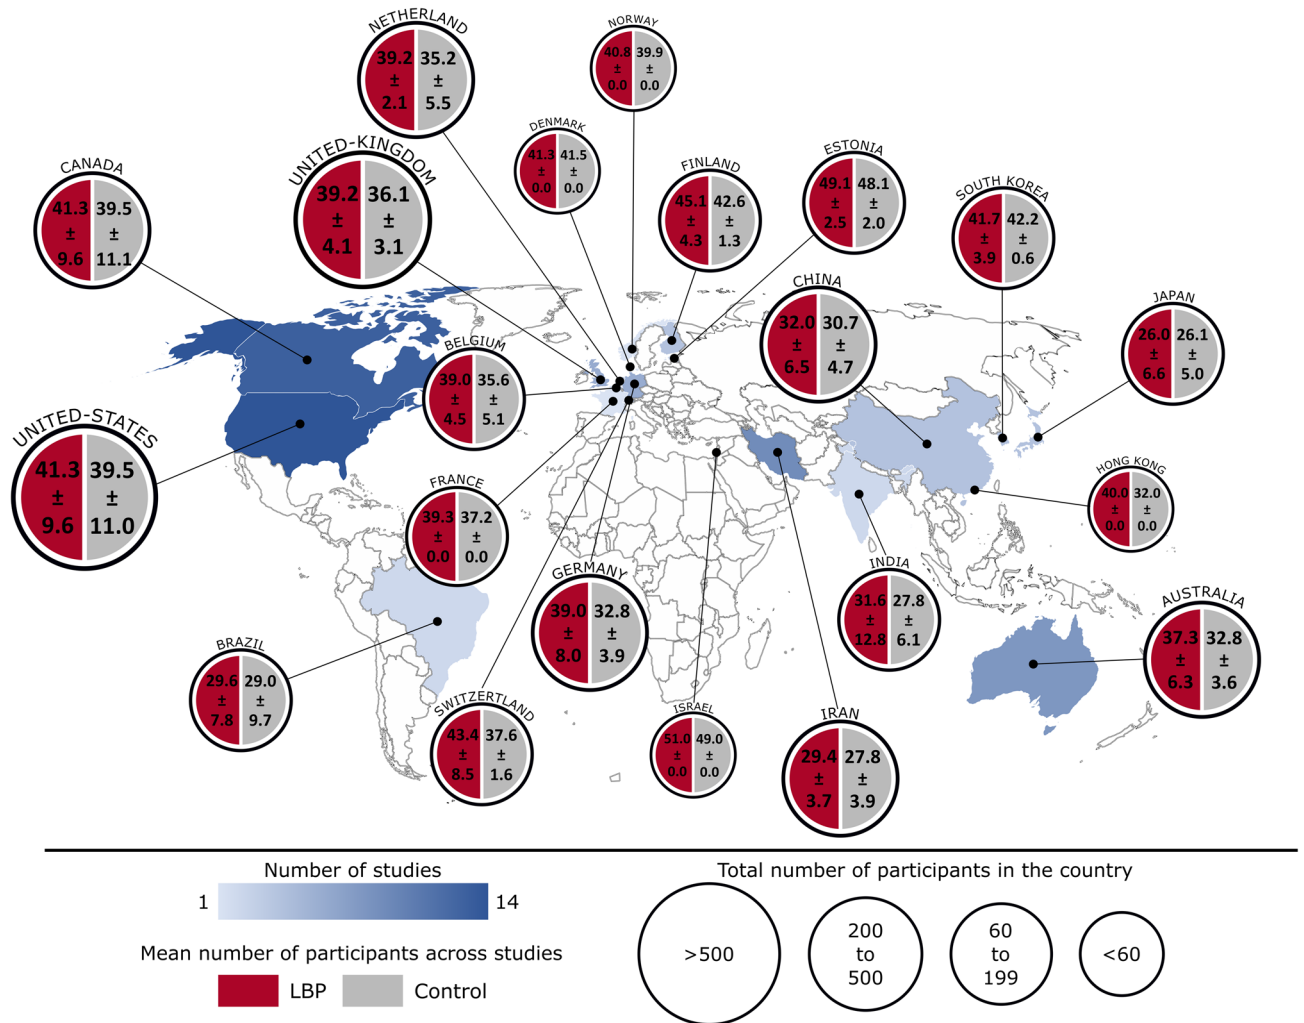 NETHERLAND
39.2 35.2
± ±
2.1 5.5
NORWAY
40.8 39.9
± ±
0.0 0.0
DENMARK
41.3 41.5
± ±
0.0 0.0
UNITED-KINGDOM
39.2 36.1
± ±
4.1 3.1
CANADA
41.3 39.5
± ±
9.6 11.1
FINLAND
45.1 42.6
± ±
4.3 1.3
ESTONIA
49.1 48.1
± ±
2.5 2.0
SOUTH KOREA
41.7 42.2
± ±
3.9 0.6
CHINA
32.0 30.7
± ±
6.5 4.7
JAPAN
26.0 26.1
± ±
6.6 5.0
BELGIUM
39.0 35.6
± ±
4.5 5.1
UNITED-STATES
41.3 39.5
± ±
9.6 11.0
FRANCE
39.3 37.2
± ±
0.0 0.0
HONG KONG
40.0 32.0
± ±
0.0 0.0
GERMANY
39.0 32.8
± ±
8.0 3.9
INDIA
31.6 27.8
± ±
12.8 6.1
AUSTRALIA
37.3 32.8
± ±
6.3 3.6
BRAZIL
29.6 29.0
± ±
7.8 9.7
SWITZERTLAND
43.4 37.6
± ±
8.5 1.6
ISRAEL
51.0 49.0
± ±
0.0 0.0
IRAN
29.4 27.8
± ±
3.7 3.9
Number of studies
1 14
Mean number of participants across studies
LBP Control
Total number of participants in the country
>500
200
to
500
60
to
199
<60